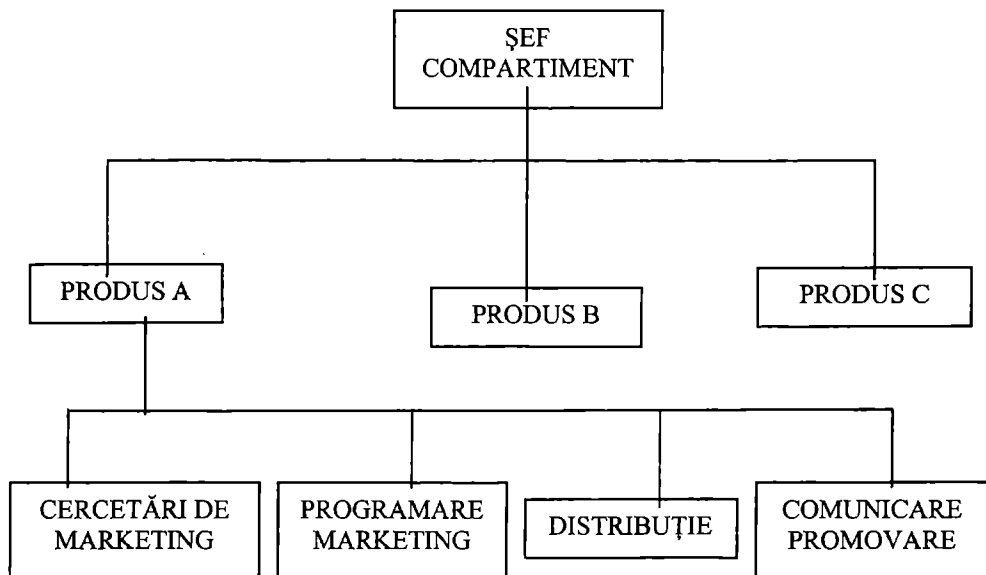 ŞEF
COMPARTIMENT
PRODUS A
PRODUS B
PRODUS C
CERCETĂRI DE
MARKETING
PROGRAMARE
MARKETING
DISTRIBUŢIE
COMUNICARE
PROMOVARE